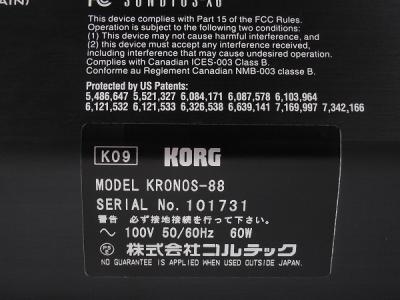 This device complies with Part 15 of the FCC Rules.
Operation is subject to the following two conditions:
(1) This device may not cause harmful interference, and
(2) this device must accept any interference received,
including interference that may cause undesired operation.
Complies with Canadian ICES-003 Class B.
Conforme au Reglement Canadien NMB-003 classe B.
Protected by US Patents:
5,486,647 5,521,327 6,084,171 6,087,578 6,103,964
6,121,532 6,121,533 6,326,538 6,639,141 7,169,997 7,342,166
K09 KORG
MODEL KRONOS-88
SERIAL No. 101731
警告 必ず接地接続を行って下さい。
～ 100V 50/60Hz 60W
株式会社コルテック
NO GUARANTEE IS APPLIED WHEN USED OUTSIDE JAPAN.